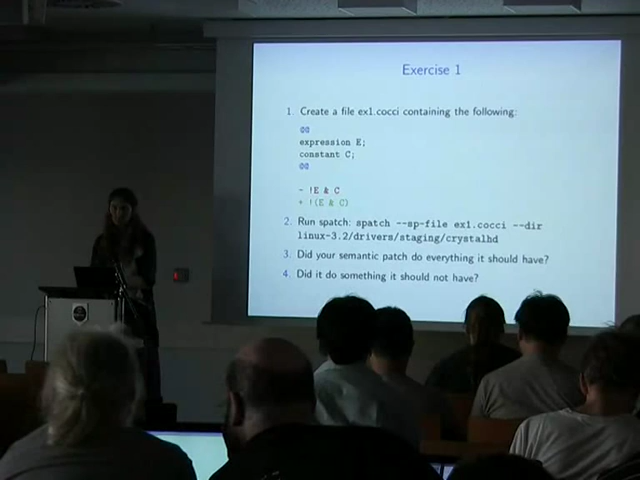 Exercise 1
1. Create a file ex1.cocci containing the following:
@@
expression E;
constant C;
@@
- !E & C
+ !(E & C)
2. Run spatch: spatch --sp-file ex1.cocci --dir
linux-3.2/drivers/staging/crystalhd
3. Did your semantic patch do everything it should have?
4. Did it do something it should not have?